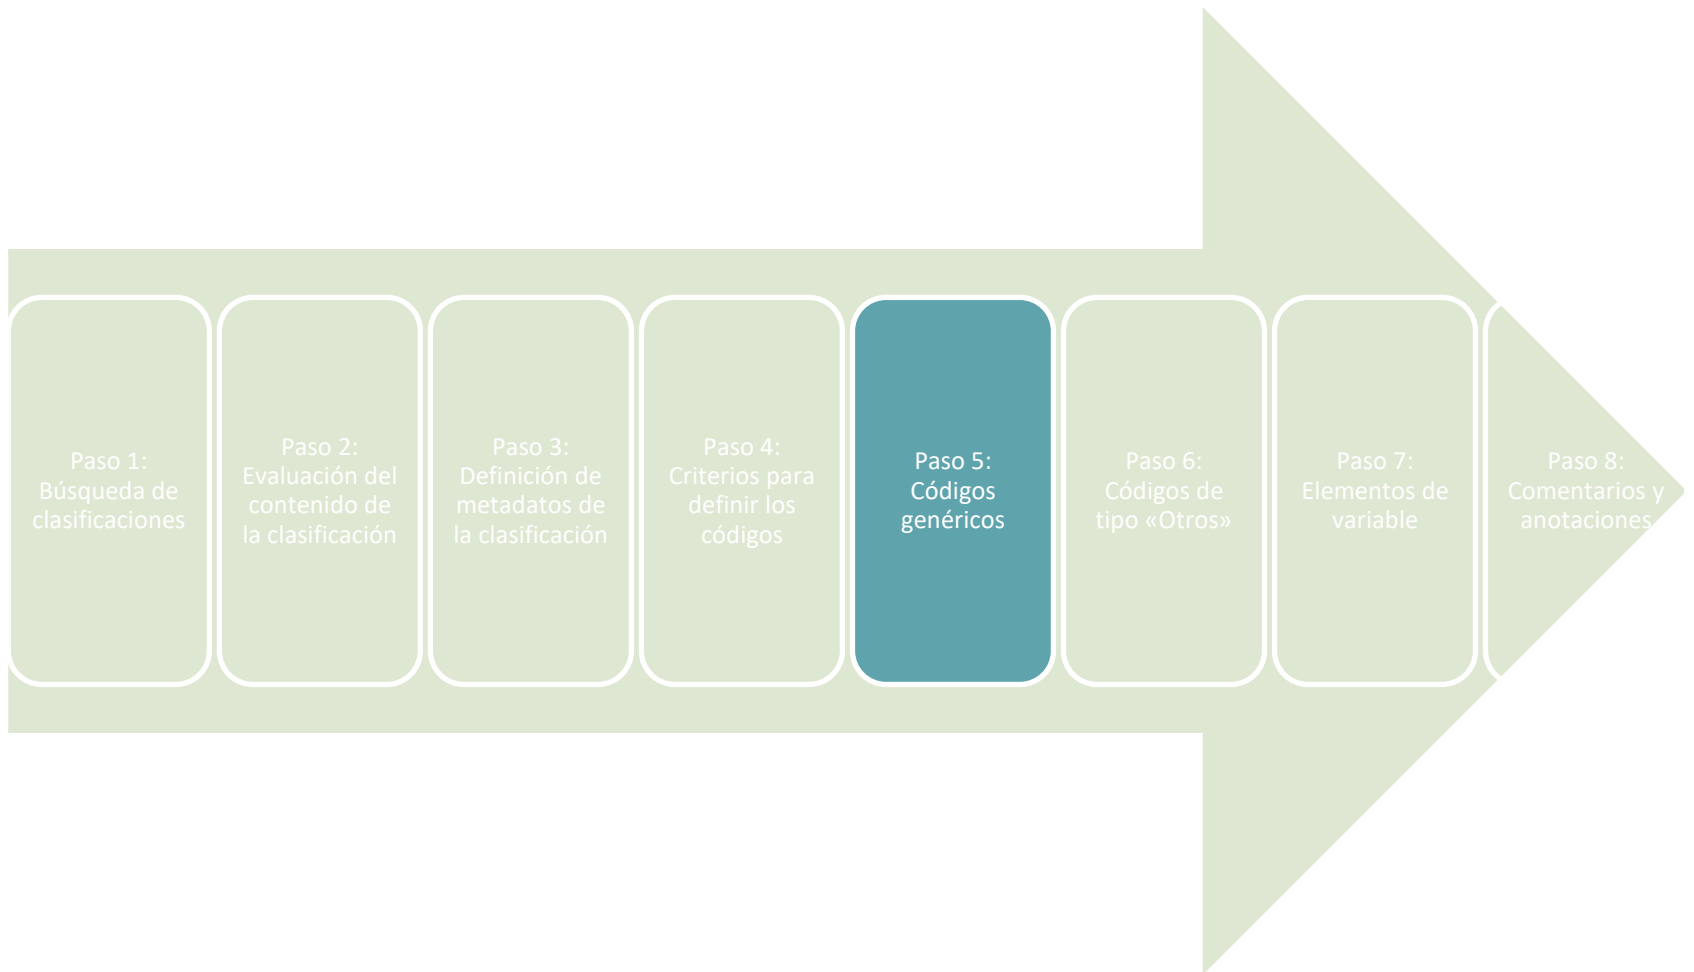 Paso 1:
Búsqueda de
clasificaciones
Paso 2:
Evaluación del
contenido de
la clasificación
Paso 3:
Definición de
metadatos de
la clasificación
Paso 4:
Criterios para
definir los
códigos
Paso 5:
Códigos
genéricos
Paso 6:
Códigos de
tipo «Otros»
Paso 7:
Elementos de
variable
Paso 8:
Comentarios y
anotaciones